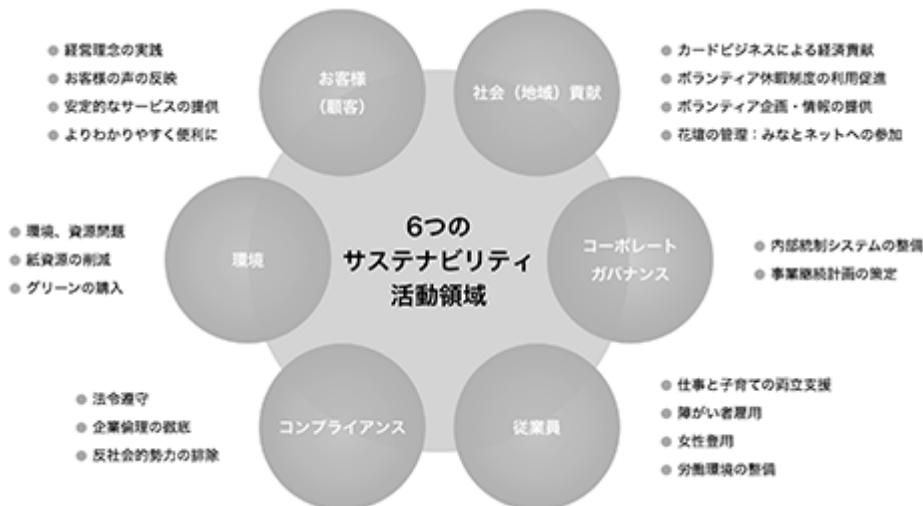 経営理念の実践
お客様の声の反映
安定的なサービスの提供
よりわかりやすく便利に
お客様
（顧客）
社会（地域）貢献
カードビジネスによる経済貢献
ボランティア休暇制度の利用促進
ボランティア企画・情報の提供
花壇の管理：みなとネットへの参加
環境、資源問題
紙資源の削減
グリーンの購入
環境
6つの
サステナビリティ
活動領域
コーポレート
ガバナンス
内部統制システムの整備
事業継続計画の策定
法令遵守
企業倫理の徹底
反社会的勢力の排除
コンプライアンス
従業員
仕事と子育ての両立支援
障がい者雇用
女性登用
労働環境の整備